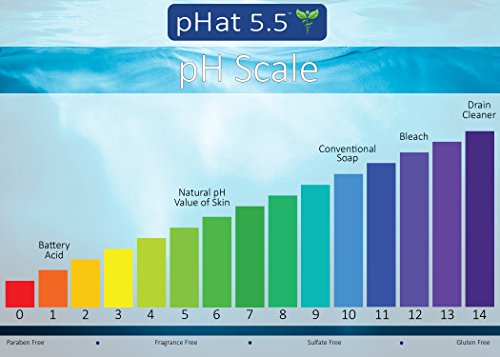 pHat 5.5™
pH Scale
Drain
Cleaner
Bleach
Conventional
Soap
Natural pH
Value of Skin
Battery
Acid
0 1 2 3 4 5 6 7 8 9 10 11 12 13 14
Paraben Free • Fragrance Free • Sulfate Free • Gluten Free